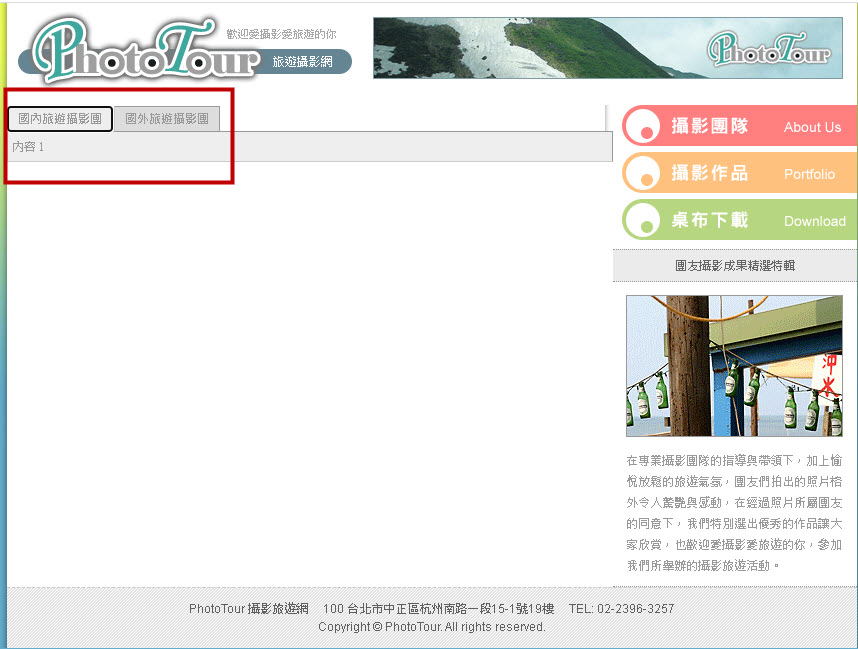 PhotoTour
歡迎愛攝影愛旅遊的你
旅遊攝影網
PhotoTour
國內旅遊攝影團
國外旅遊攝影團
內容 1
攝影團隊 About Us
攝影作品 Portfolio
桌布下載 Download
團友攝影成果精選特輯
沖水
在專業攝影團隊的指導與帶領下，加上愉
悅放鬆的旅遊氣氛，團友們拍出的照片格
外令人驚艷與感動，在經過照片所屬團友
的同意下，我們特別選出優秀的作品讓大
家欣賞，也歡迎愛攝影愛旅遊的你，參加
我們所舉辦的攝影旅遊活動。
PhotoTour 攝影旅遊網 100 台北市中正區杭州南路一段15-1號19樓 TEL: 02-2396-3257
Copyright © PhotoTour. All rights reserved.